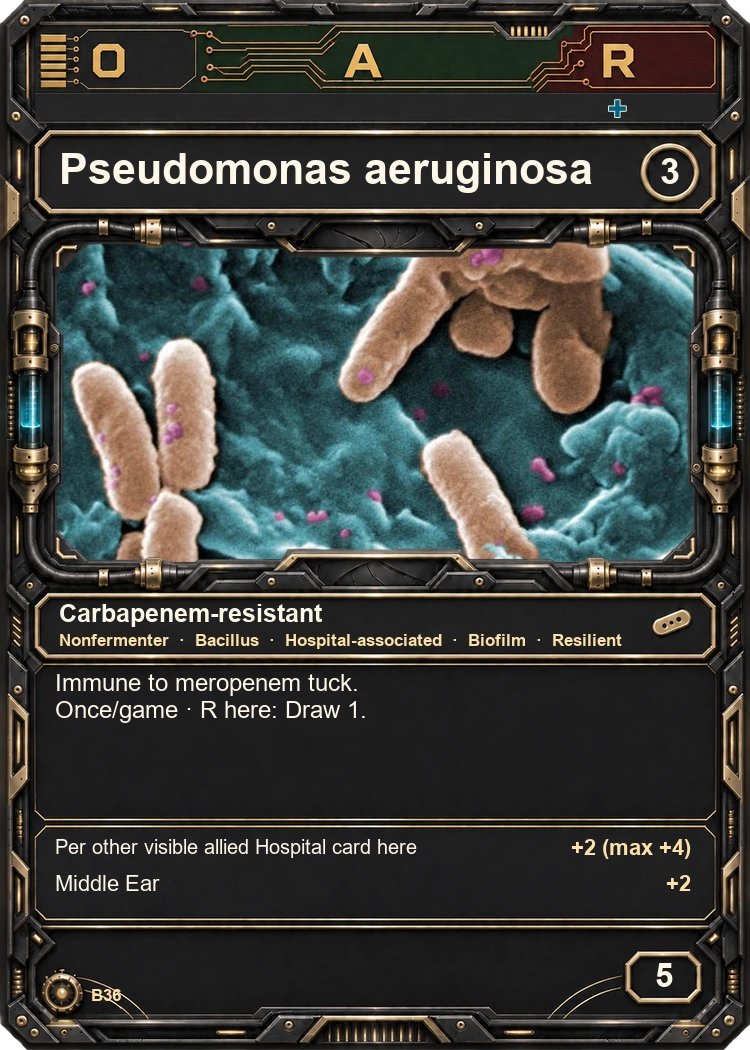 O A R
Pseudomonas aeruginosa 3
Carbapenem-resistant
Nonfermenter · Bacillus · Hospital-associated · Biofilm · Resilient
Immune to meropenem tuck.
Once/game · R here: Draw 1.
Per other visible allied Hospital card here +2 (max +4)
Middle Ear +2
B36 5